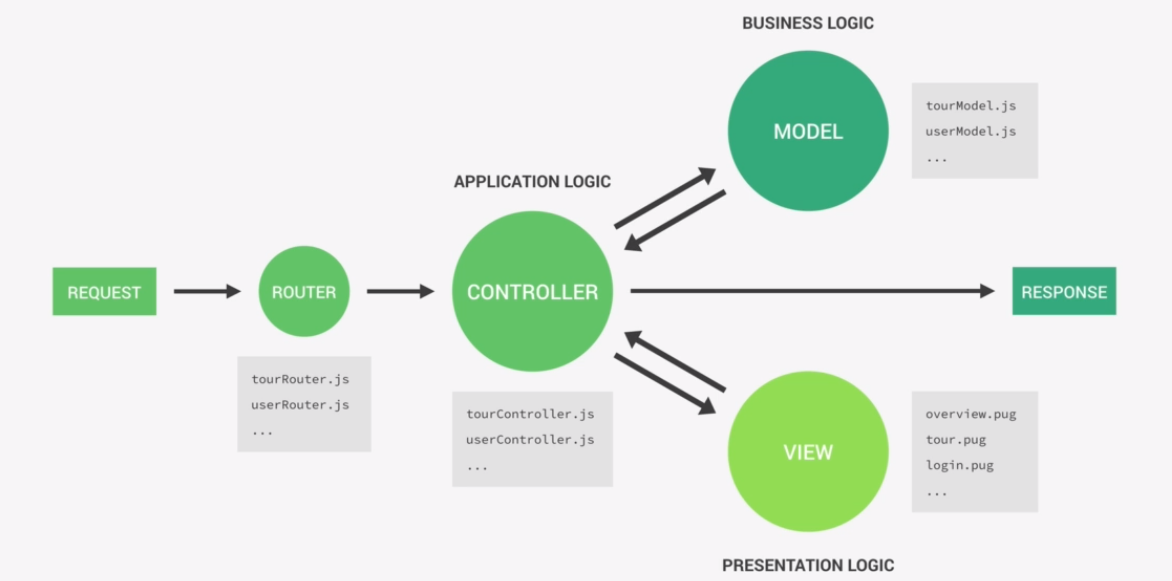 BUSINESS LOGIC
MODEL
tourModel.js
userModel.js
...
APPLICATION LOGIC
REQUEST
ROUTER
CONTROLLER
RESPONSE
tourRouter.js
userRouter.js
...
tourController.js
userController.js
...
VIEW
overview.pug
tour.pug
login.pug
...
PRESENTATION LOGIC